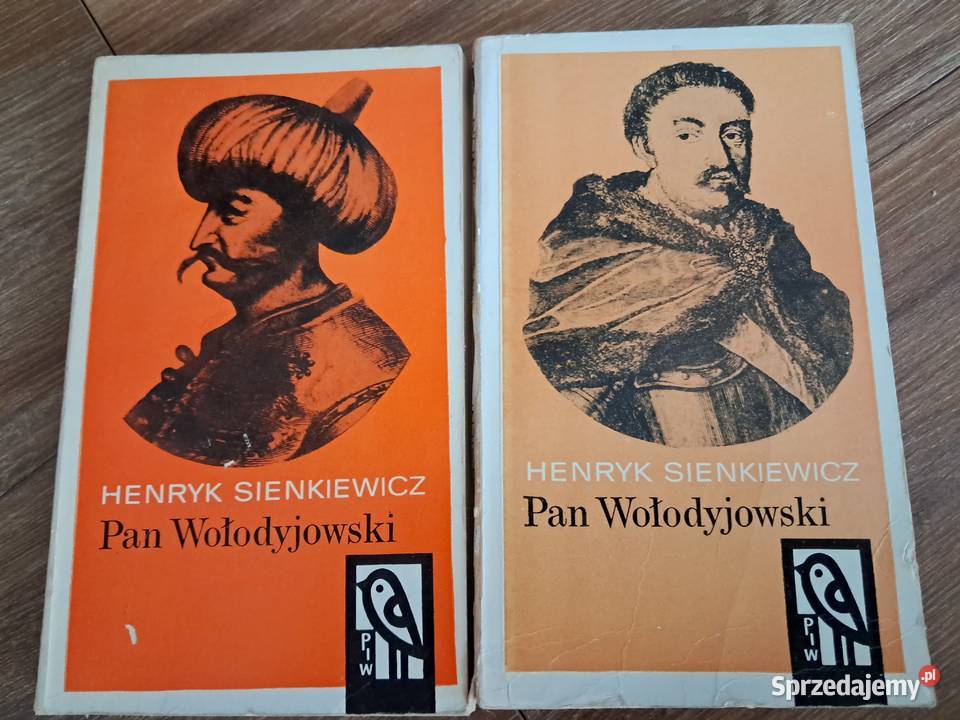 HENRYK SIENKIEWICZ
Pan Wołodyjowski
PIW
HENRYK SIENKIEWICZ
Pan Wołodyjowski
PIW
Sprzedajemy.pl